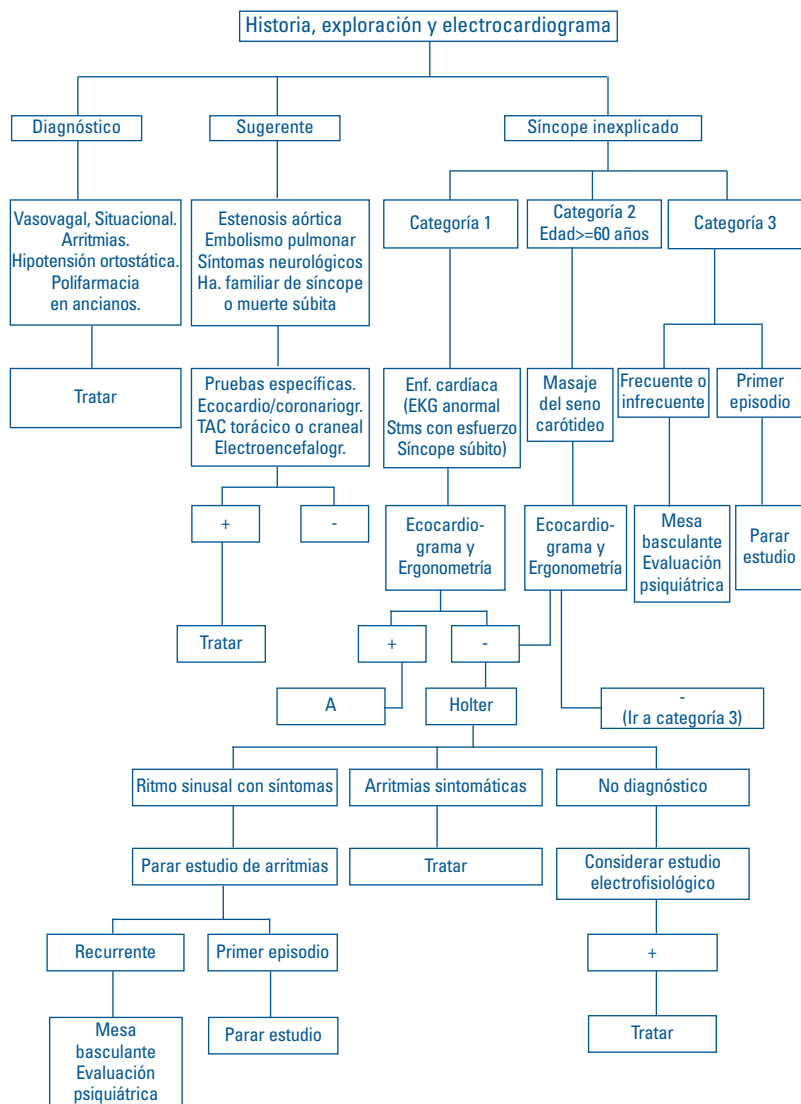 Historia, exploración y electrocardiograma
Diagnóstico
Sugerente
Síncope inexplicado
Vasovagal, Situacional.
Arritmias.
Hipotensión ortostática.
Polifarmacia
en ancianos.
Estenosis aórtica
Embolismo pulmonar
Síntomas neurológicos
Ha. familiar de síncope
o muerte súbita
Categoría 1
Categoría 2
Edad>=60 años
Categoría 3
Tratar
Pruebas específicas.
Ecocardio/coronariogr.
TAC torácico o craneal
Electroencefalogr.
Enf. cardíaca
(EKG anormal
Stms con esfuerzo
Síncope súbito)
Masaje
del seno
carótideo
Frecuente o
infrecuente
Primer
episodio
+
-
Ecocardio-
grama y
Ergonometría
Ecocardio-
grama y
Ergonometría
Mesa
basculante
Evaluación
psiquiátrica
Parar
estudio
Tratar
+
-
A
Holter
-
(Ir a categoría 3)
Ritmo sinusal con síntomas
Arritmias sintomáticas
No diagnóstico
Parar estudio de arritmias
Tratar
Considerar estudio
electrofisiológico
Recurrente
Primer episodio
+
Mesa
basculante
Evaluación
psiquiátrica
Parar estudio
Tratar